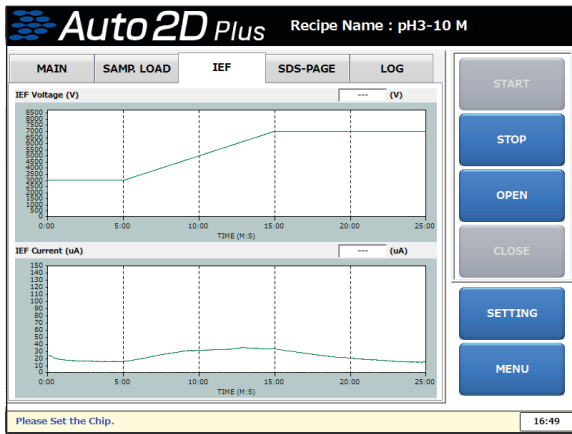 Auto2D Plus Recipe Name : pH3-10 M
MAIN SAMP. LOAD IEF SDS-PAGE LOG
IEF Voltage (V) --- (V)
8500
8000
7500
7000
6500
6000
5500
5000
4500
4000
3500
3000
2500
2000
1500
1000
500
0
0:00 5:00 10:00 15:00 20:00 25:00
TIME (M:S)
IEF Current (uA) --- (uA)
150
140
130
120
110
100
90
80
70
60
50
40
30
20
10
0
0:00 5:00 10:00 15:00 20:00 25:00
TIME (M:S)
START
STOP
OPEN
CLOSE
SETTING
MENU
Please Set the Chip. 16:49